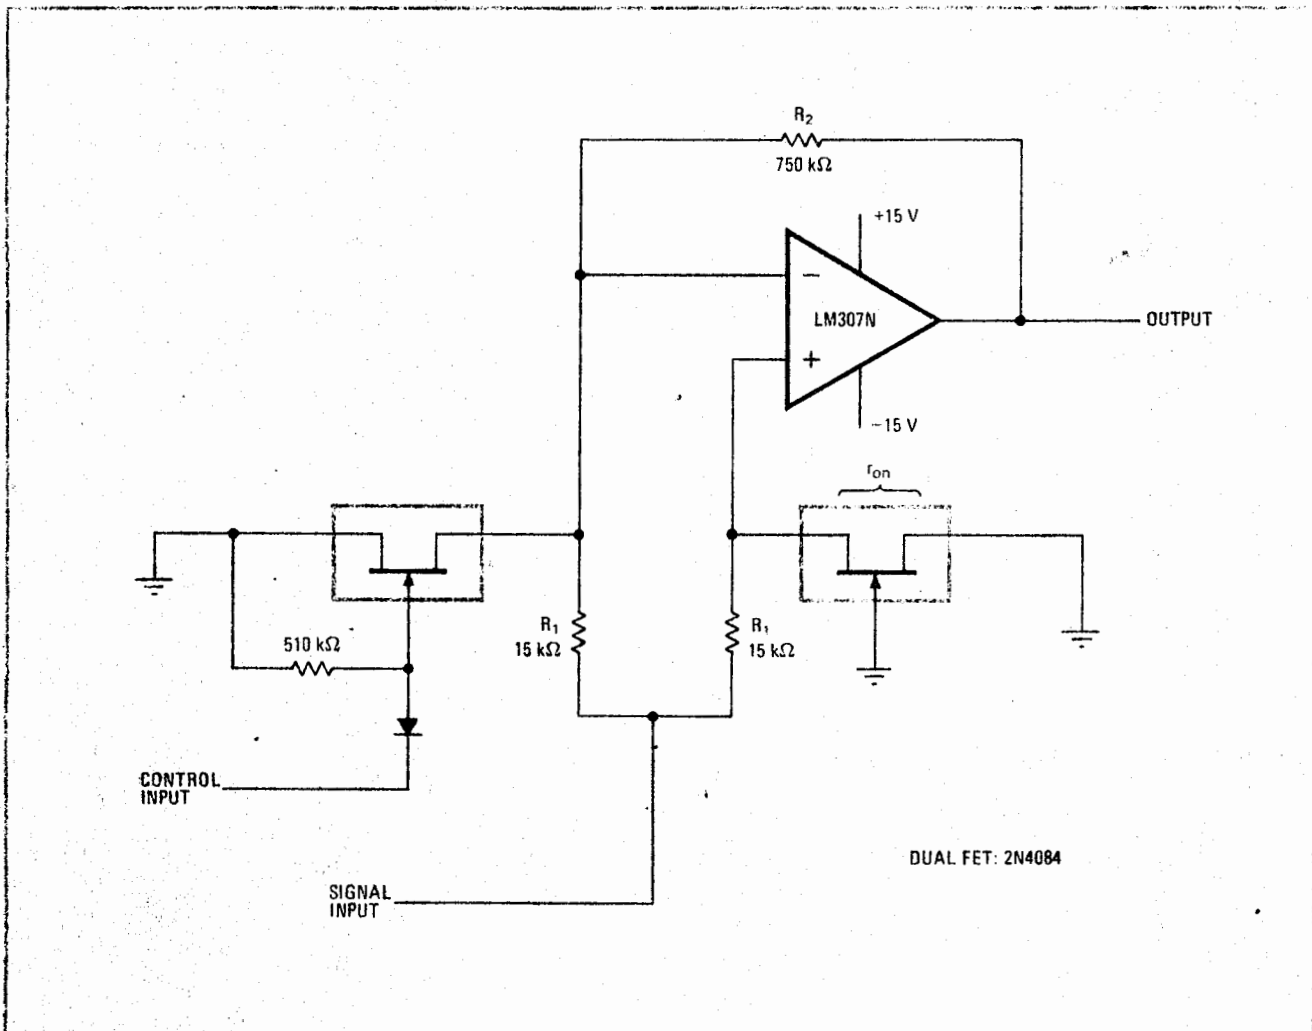 R₂
750 kΩ
+15 V
−
LM307N
+
OUTPUT
−15 V
rₒₙ
510 kΩ
R₁
15 kΩ
R₁
15 kΩ
CONTROL
INPUT
DUAL FET: 2N4084
SIGNAL
INPUT